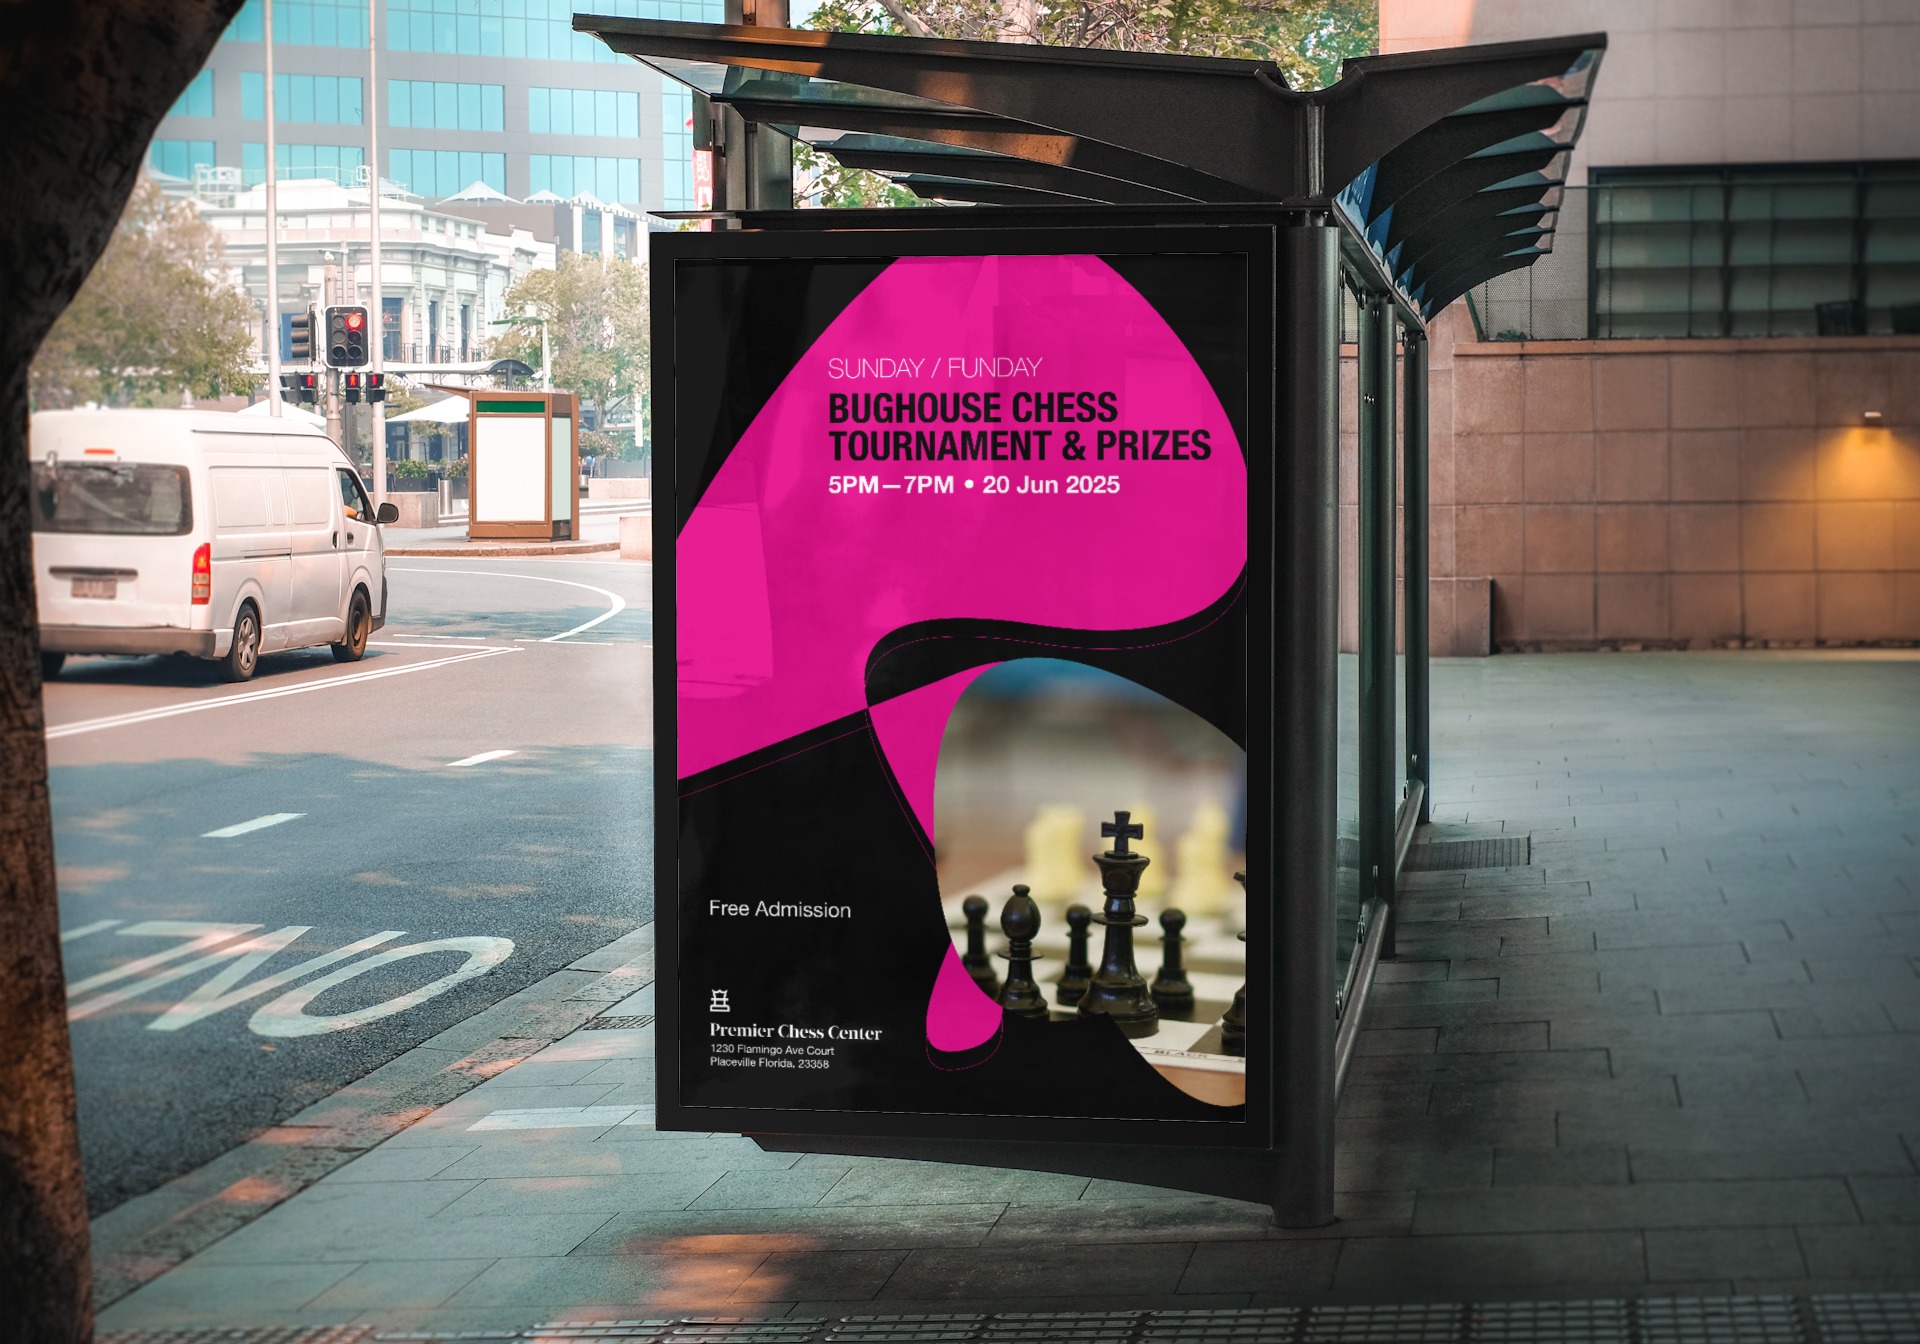 SUNDAY / FUNDAY
BUGHOUSE CHESS
TOURNAMENT & PRIZES
5PM—7PM • 20 Jun 2025
Free Admission
Premier Chess Center
1230 Flamingo Ave Court
Placeville Florida, 23358
BLACK